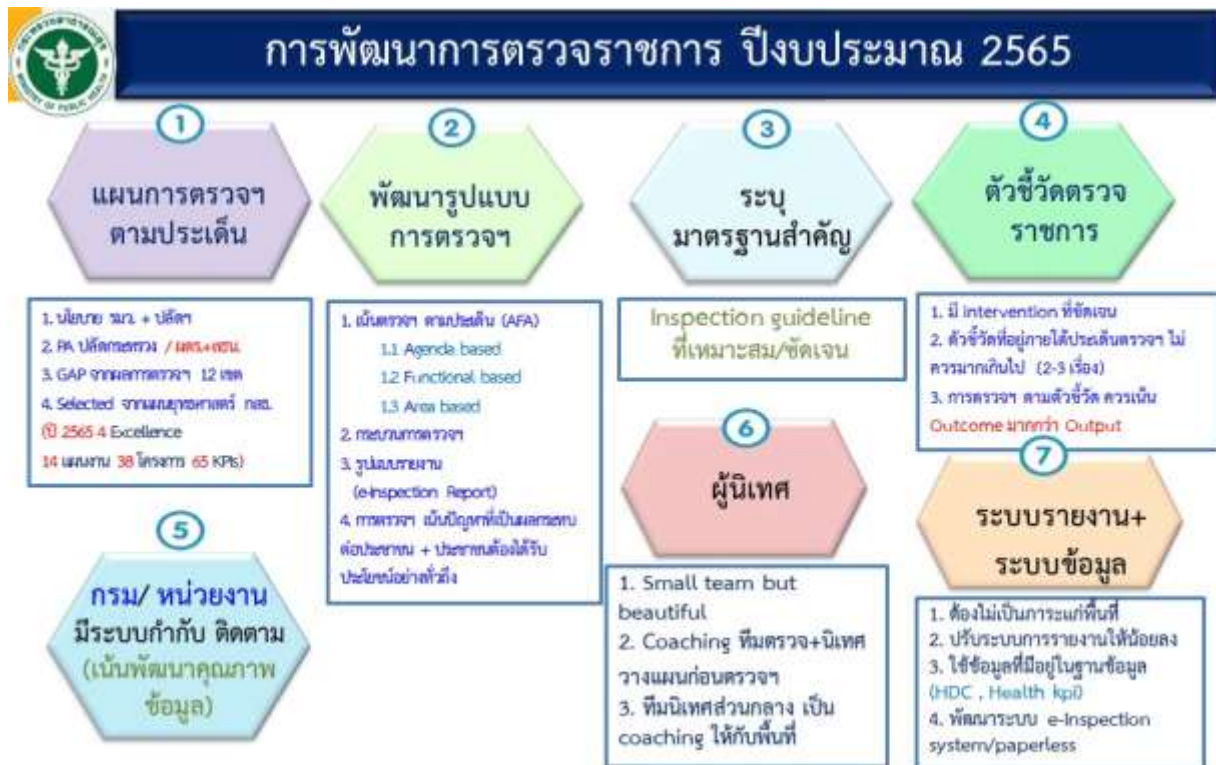 การพัฒนาการตรวจราชการ ปีงบประมาณ 2565
1
แผนการตรวจฯ
ตามประเด็น
1. นโยบาย รมว. + ปลัดฯ
2. PA ปลัดกระทรวง / ผตร.+สธน.
3. GAP จากผลการตรวจฯ 12 เขต
4. Selected จากแผนยุทธศาสตร์ กสธ.
(ปี 2565 4 Excellence
14 แผนงาน 38 โครงการ 65 KPIs)
2
พัฒนารูปแบบ
การตรวจฯ
1. เน้นตรวจฯ ตามประเด็น (AFA)
1.1 Agenda based
1.2 Functional based
1.3 Area based
2. กระบวนการตรวจฯ
3. รูปแบบรายงาน
(e-Inspection Report)
4. การตรวจฯ เน้นปัญหาที่เป็นผลกระทบ
ต่อประชาชน + ประชาชนต้องได้รับ
ประโยชน์อย่างทั่วถึง
3
ระบุ
มาตรฐานสำคัญ
Inspection guideline
ที่เหมาะสม/ชัดเจน
4
ตัวชี้วัดตรวจ
ราชการ
1. มี intervention ที่ชัดเจน
2. ตัวชี้วัดที่อยู่ภายใต้ประเด็นตรวจฯ ไม่
ควรมากเกินไป (2-3 เรื่อง)
3. การตรวจฯ ตามตัวชี้วัด ควรเน้น
Outcome มากกว่า Output
5
กรม/ หน่วยงาน
มีระบบกำกับ ติดตาม
(เน้นพัฒนาคุณภาพ
ข้อมูล)
6
ผู้นิเทศ
1. Small team but
beautiful
2. Coaching ทีมตรวจ+นิเทศ
วางแผนก่อนตรวจฯ
3. ทีมนิเทศส่วนกลาง เป็น
coaching ให้กับพื้นที่
7
ระบบรายงาน+
ระบบข้อมูล
1. ต้องไม่เป็นภาระแก่พื้นที่
2. ปรับระบบการรายงานให้น้อยลง
3. ใช้ข้อมูลที่มีอยู่ในฐานข้อมูล
(HDC , Health kpi)
4. พัฒนาระบบ e-Inspection
system/paperless